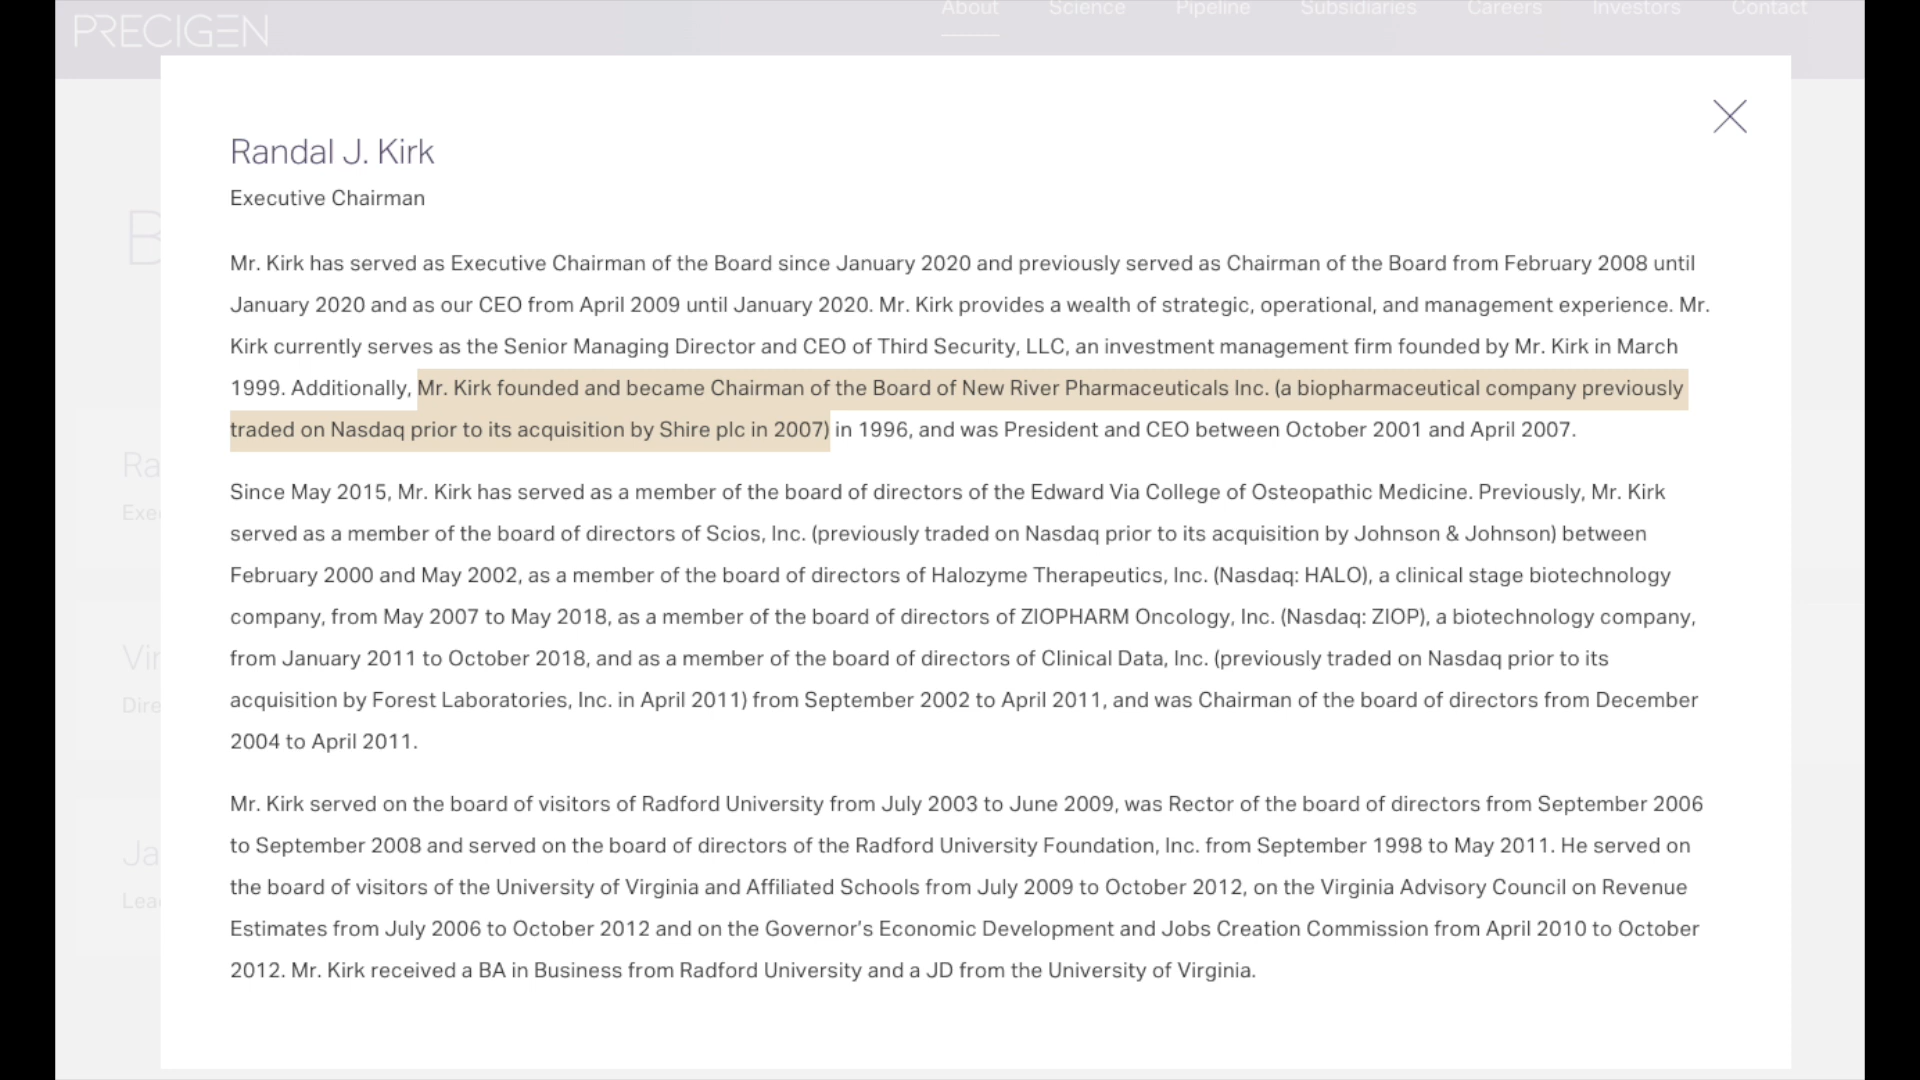 PRECIGEN
About Science Pipeline Subsidiaries Careers Investors Contact
Randal J. Kirk
Executive Chairman
Mr. Kirk has served as Executive Chairman of the Board since January 2020 and previously served as Chairman of the Board from February 2008 until
January 2020 and as our CEO from April 2009 until January 2020. Mr. Kirk provides a wealth of strategic, operational, and management experience. Mr.
Kirk currently serves as the Senior Managing Director and CEO of Third Security, LLC, an investment management firm founded by Mr. Kirk in March
1999. Additionally, Mr. Kirk founded and became Chairman of the Board of New River Pharmaceuticals Inc. (a biopharmaceutical company previously
traded on Nasdaq prior to its acquisition by Shire plc in 2007) in 1996, and was President and CEO between October 2001 and April 2007.
Since May 2015, Mr. Kirk has served as a member of the board of directors of the Edward Via College of Osteopathic Medicine. Previously, Mr. Kirk
served as a member of the board of directors of Scios, Inc. (previously traded on Nasdaq prior to its acquisition by Johnson & Johnson) between
February 2000 and May 2002, as a member of the board of directors of Halozyme Therapeutics, Inc. (Nasdaq: HALO), a clinical stage biotechnology
company, from May 2007 to May 2018, as a member of the board of directors of ZIOPHARM Oncology, Inc. (Nasdaq: ZIOP), a biotechnology company,
from January 2011 to October 2018, and as a member of the board of directors of Clinical Data, Inc. (previously traded on Nasdaq prior to its
acquisition by Forest Laboratories, Inc. in April 2011) from September 2002 to April 2011, and was Chairman of the board of directors from December
2004 to April 2011.
Mr. Kirk served on the board of visitors of Radford University from July 2003 to June 2009, was Rector of the board of directors from September 2006
to September 2008 and served on the board of directors of the Radford University Foundation, Inc. from September 1998 to May 2011. He served on
the board of visitors of the University of Virginia and Affiliated Schools from July 2009 to October 2012, on the Virginia Advisory Council on Revenue
Estimates from July 2006 to October 2012 and on the Governor's Economic Development and Jobs Creation Commission from April 2010 to October
2012. Mr. Kirk received a BA in Business from Radford University and a JD from the University of Virginia.